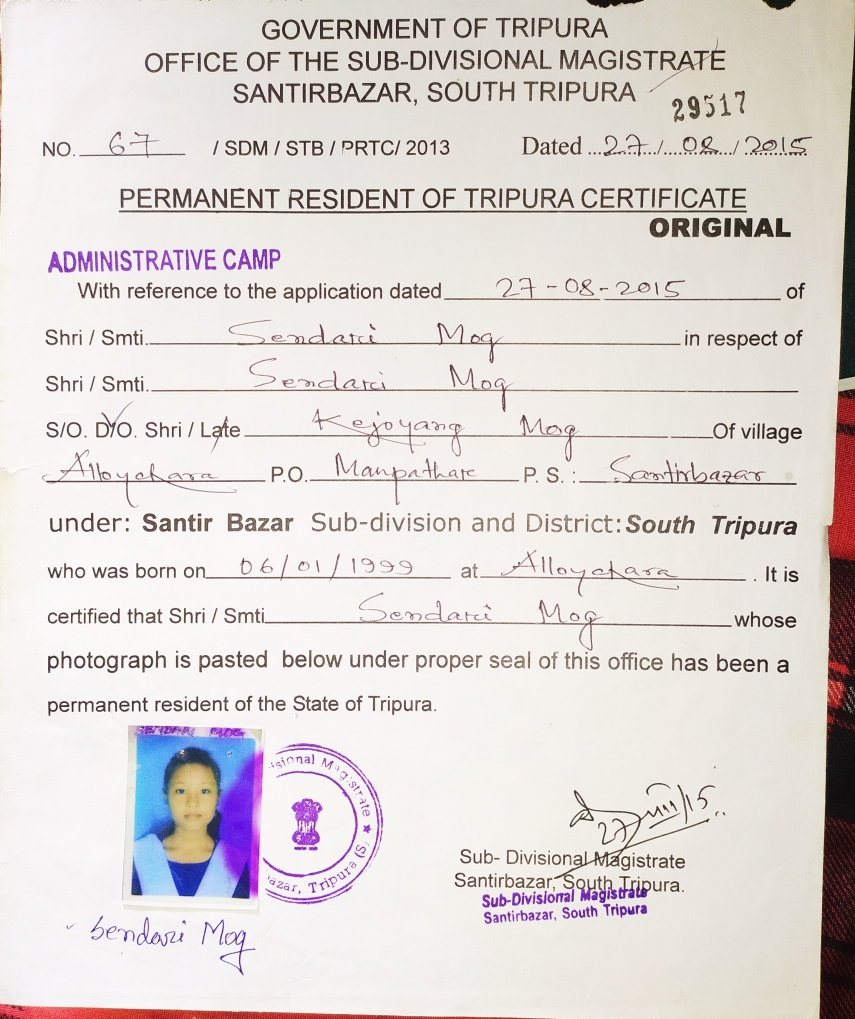 GOVERNMENT OF TRIPURA
OFFICE OF THE SUB-DIVISIONAL MAGISTRATE
SANTIRBAZAR, SOUTH TRIPURA
29517
NO. 67 / SDM / STB / PRTC/ 2013 Dated ...27./..08../.2015
PERMANENT RESIDENT OF TRIPURA CERTIFICATE
ORIGINAL
ADMINISTRATIVE CAMP
With reference to the application dated 27-08-2015 of
Shri / Smti. Sendari Mog in respect of
Shri / Smti. Sendari Mog
S/O. D/O. Shri / Late Kejoyang Mog Of village
Alloychara P.O. Manpathar P. S. : Santirbazar
under: Santir Bazar Sub-division and District: South Tripura
who was born on 06/01/1999 at Alloychara . It is
certified that Shri / Smti Sendari Mog whose
photograph is pasted below under proper seal of this office has been a
permanent resident of the State of Tripura.
SENDARI MOG
isional Magistrate ★
bazar, Tripura (S.
27/VIII/15
Sub- Divisional Magistrate
Santirbazar, South Tripura.
Sub-Divisional Magistrate
Santirbazar, South Tripura
Sendari Mog